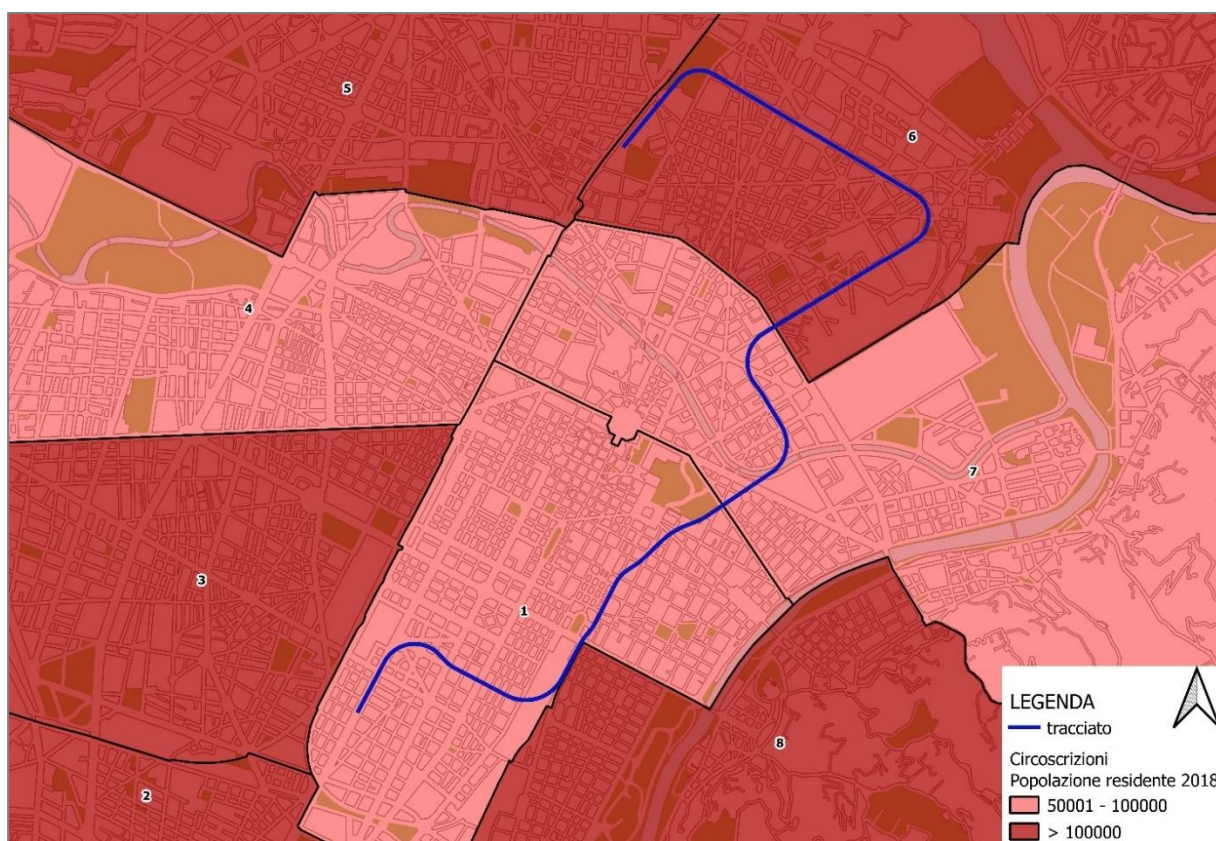 5
6
4
7
3
1
8
2
LEGENDA
tracciato
Circoscrizioni
Popolazione residente 2018
50001 - 100000
> 100000